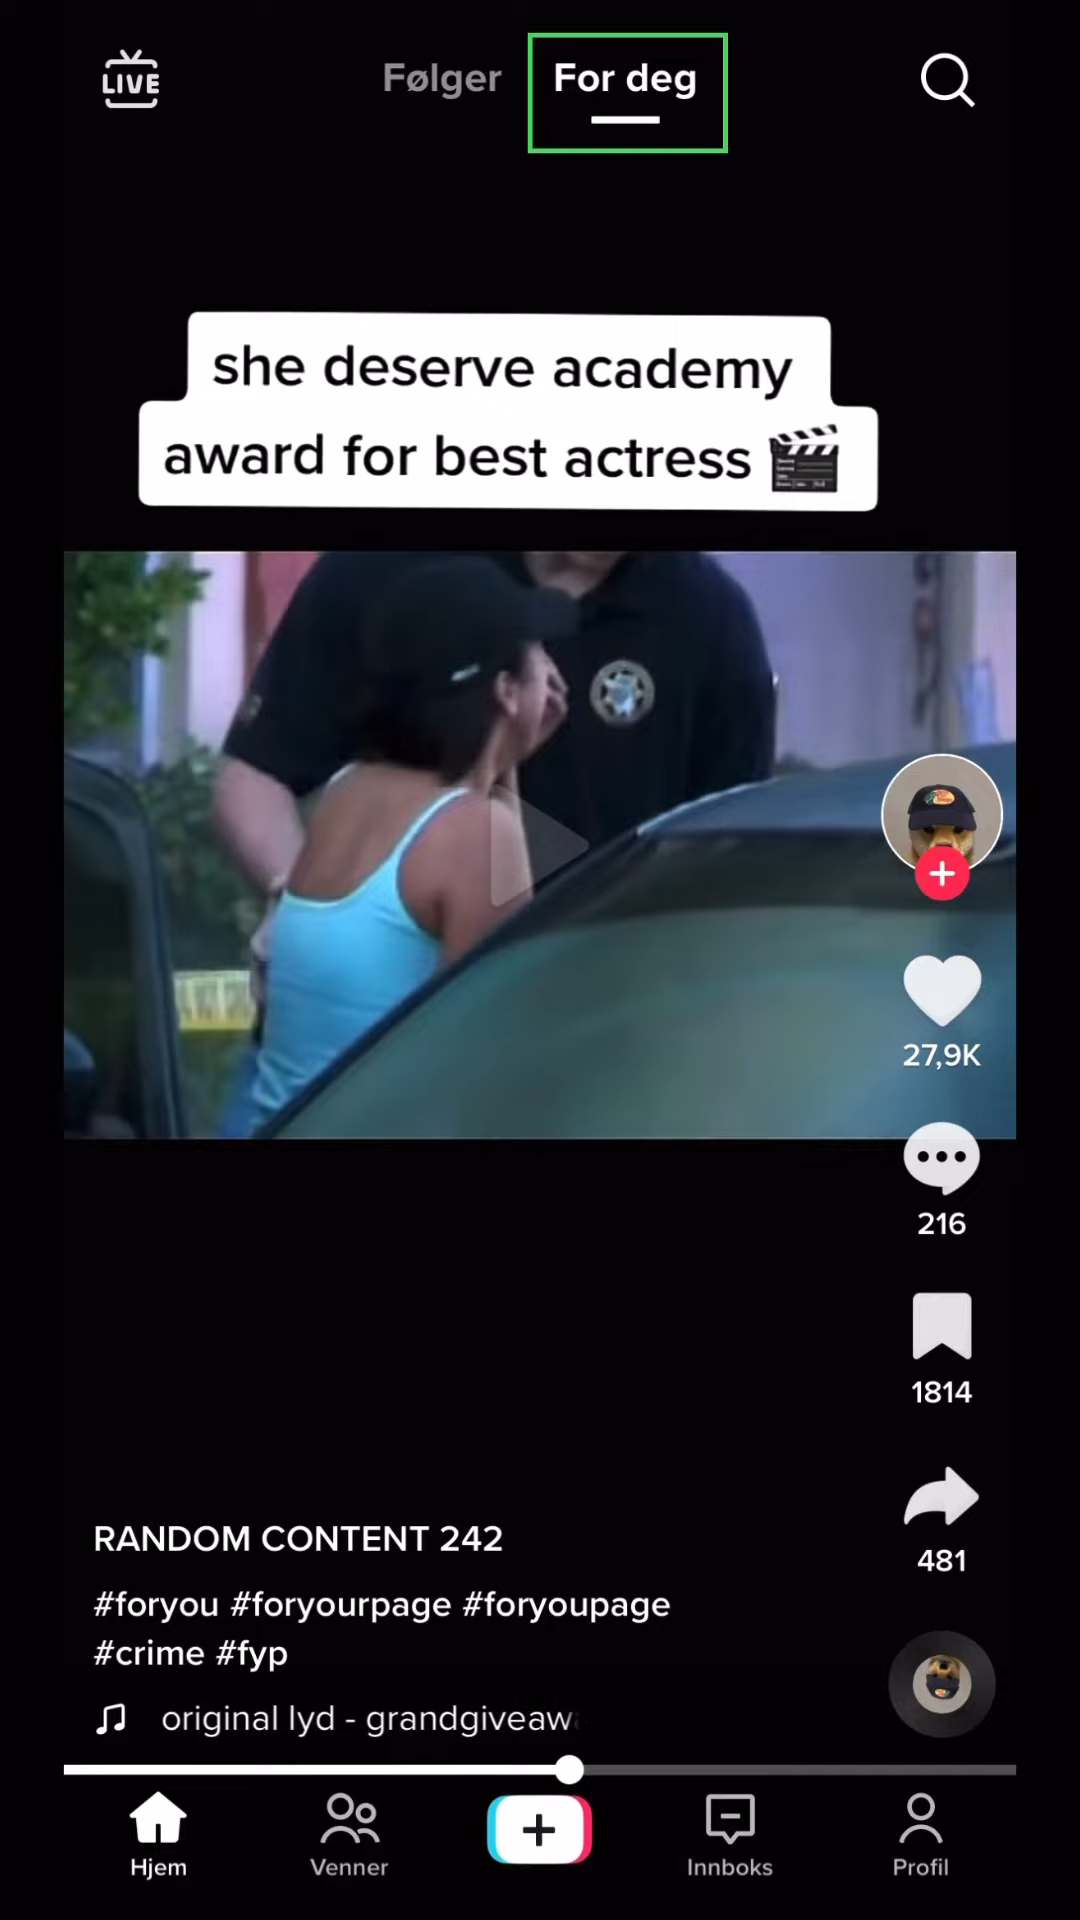 LIVE
Følger
For deg
she deserve academy
award for best actress 🎬
27,9K
216
1814
481
RANDOM CONTENT 242
#foryou #foryourpage #foryoupage
#crime #fyp
original lyd - grandgiveaw
Hjem
Venner
Innboks
Profil